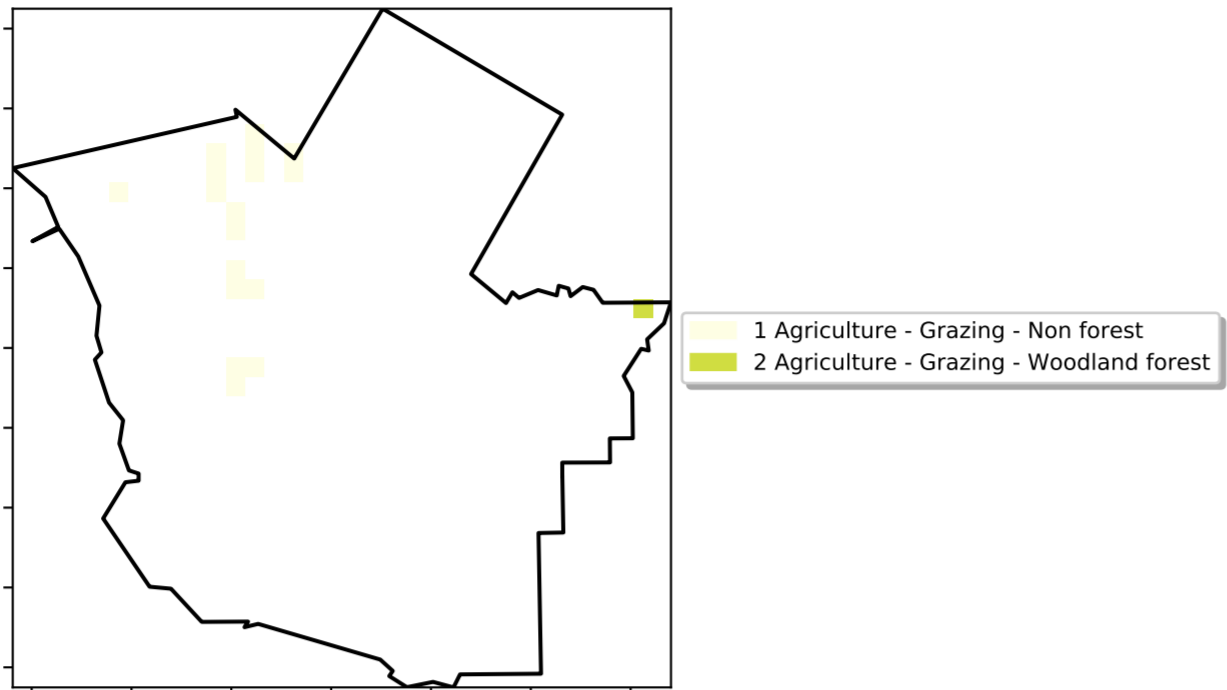 1 Agriculture - Grazing - Non forest
2 Agriculture - Grazing - Woodland forest